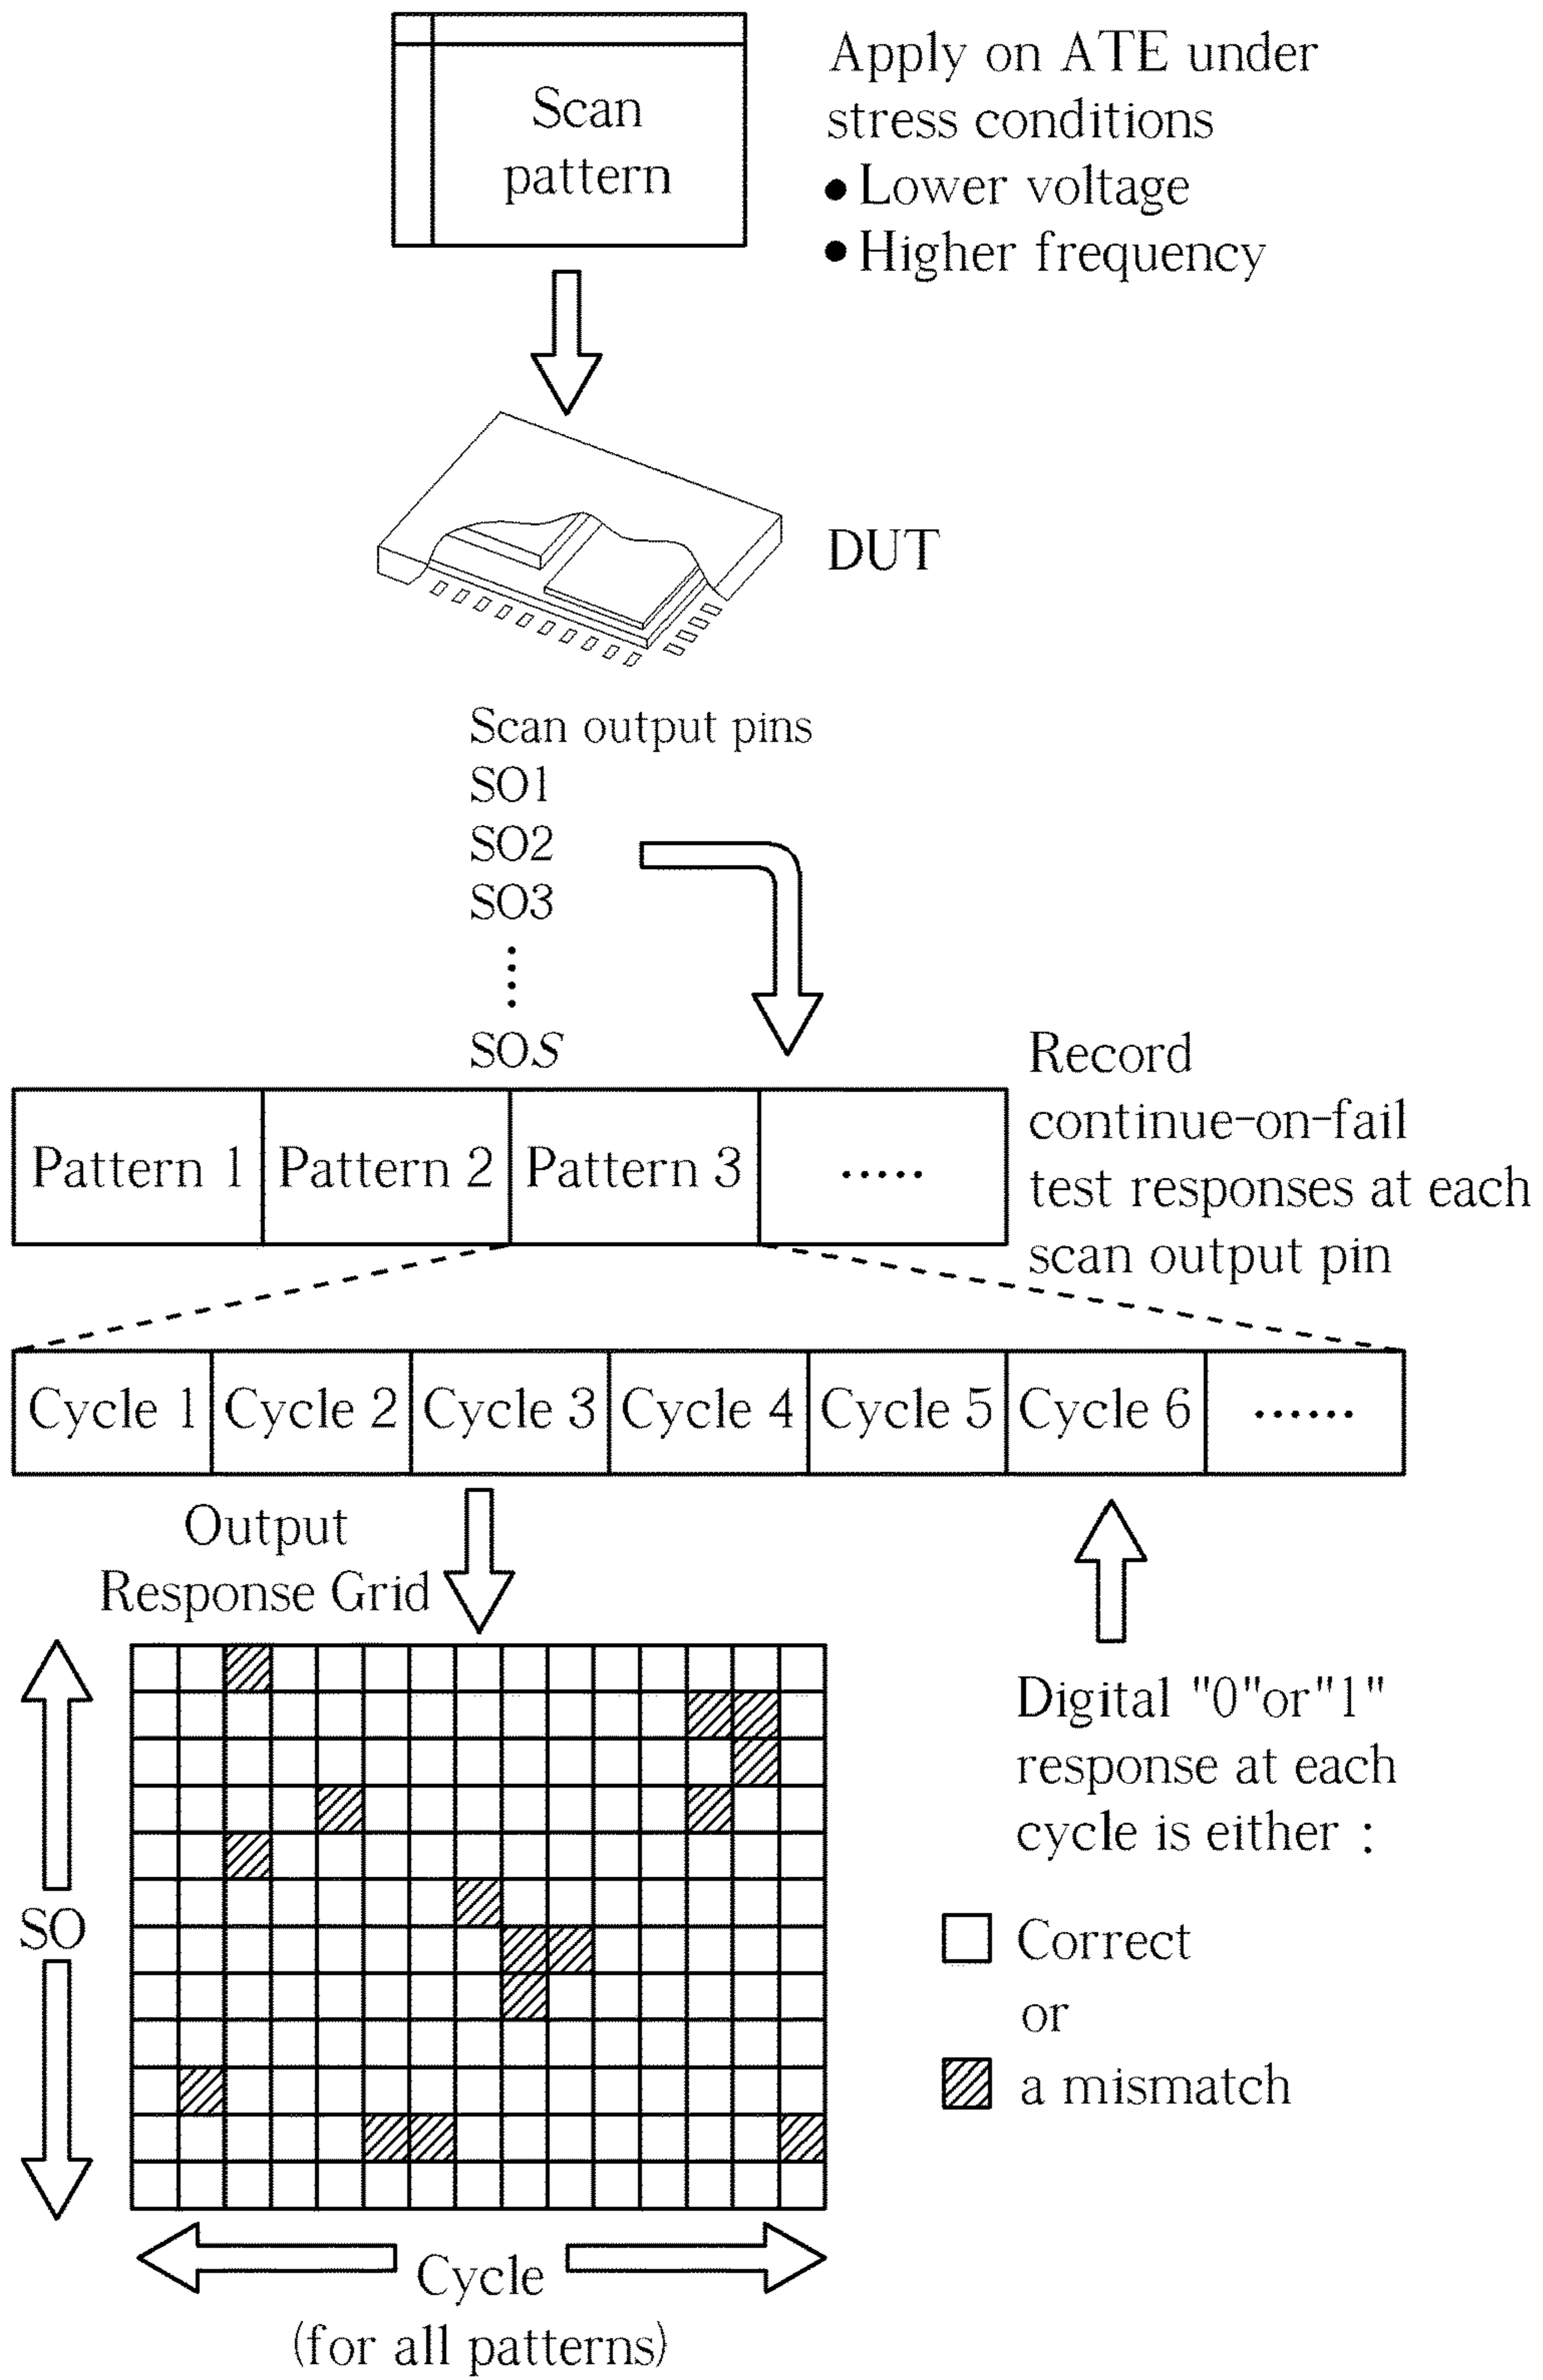 Scan
pattern
Apply on ATE under
stress conditions
• Lower voltage
• Higher frequency
DUT
Scan output pins
SO1
SO2
SO3
SOS
Record
continue-on-fail
test responses at each
scan output pin
Pattern 1 Pattern 2 Pattern 3 .....
Cycle 1 Cycle 2 Cycle 3 Cycle 4 Cycle 5 Cycle 6 ......
Output
Response Grid
Digital "0"or"1"
response at each
cycle is either :
Correct
or
a mismatch
SO
Cycle
(for all patterns)